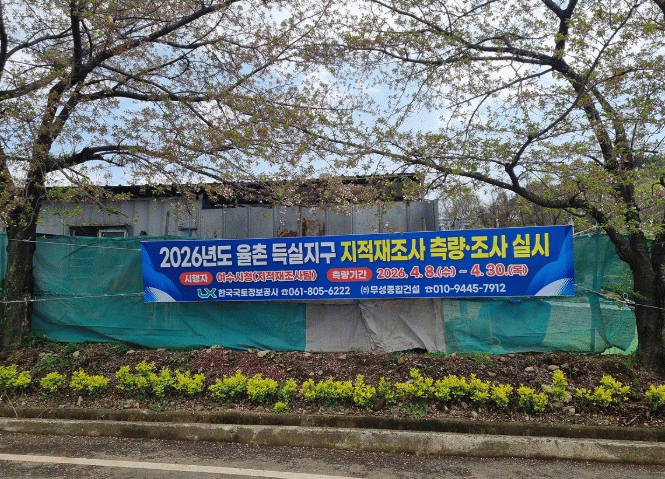 2026년도 율촌 득실지구 지적재조사 측량·조사 실시
시행자 여수시청(지적재조사팀) 측량기간 2026. 4. 8.(수) ~ 4. 30.(목)
LX 한국국토정보공사 ☎061-805-6222 ㈜무성종합건설 ☎010-9445-7912